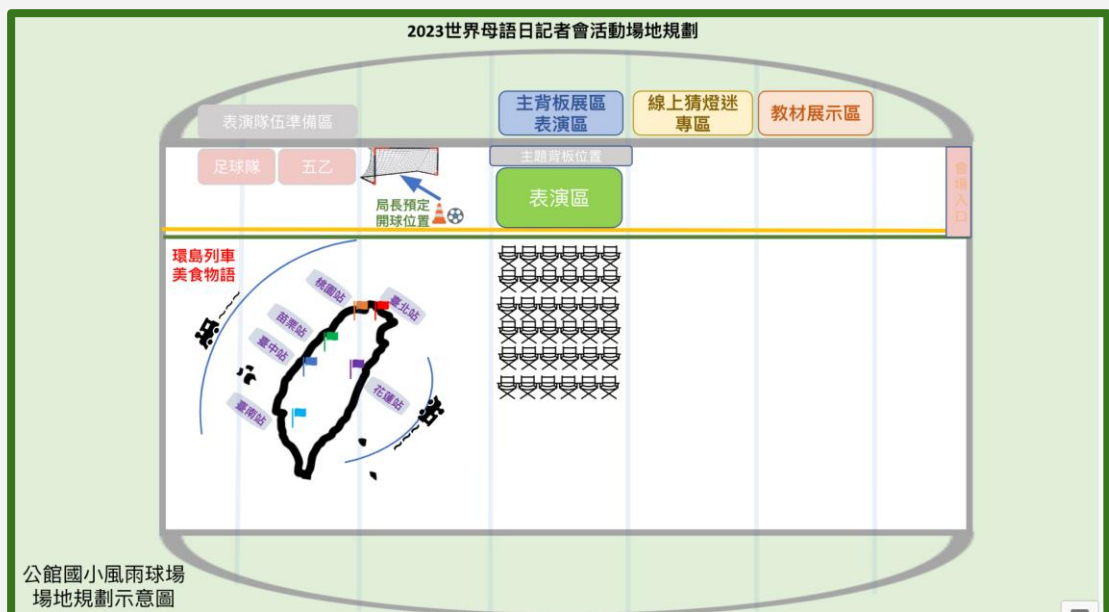 2023世界母語日記者會活動場地規劃
表演隊伍準備區
主背板展區
表演區
線上猜燈迷
專區
教材展示區
足球隊
五乙
主題背板位置
表演區
會場入口
局長預定
開球位置
環島列車
美食物語
桃園站
臺北站
苗栗站
臺中站
花蓮站
臺南站
公館國小風雨球場
場地規劃示意圖